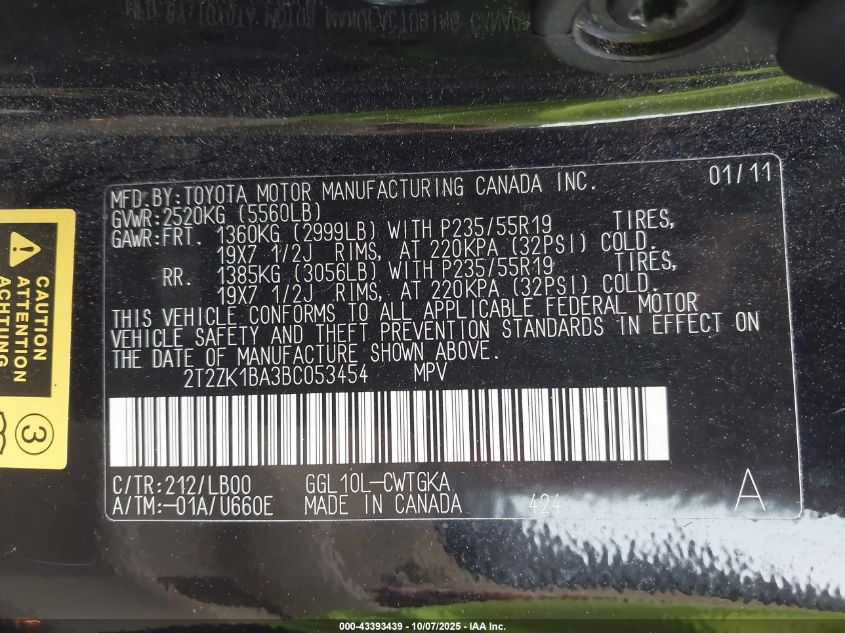 MFD.BY:TOYOTA MOTOR MANUFACTURING CANADA INC. 01/11
GVWR:2520KG (5560LB)
GAWR:FRT. 1360KG (2999LB) WITH P235/55R19 TIRES,
19X7 1/2J RIMS, AT 220KPA (32PSI) COLD.
RR. 1385KG (3056LB) WITH P235/55R19 TIRES,
19X7 1/2J RIMS, AT 220KPA (32PSI) COLD.
THIS VEHICLE CONFORMS TO ALL APPLICABLE FEDERAL MOTOR
VEHICLE SAFETY AND THEFT PREVENTION STANDARDS IN EFFECT ON
THE DATE OF MANUFACTURE SHOWN ABOVE.
2T2ZK1BA3BC053454 MPV
C/TR:212/LB00 GGL10L-CWTGKA
A/TM:-01A/U660E MADE IN CANADA 424 A
CAUTION
ATTENTION
ACHTUNG
3
000-43393439 - 10/07/2025 - IAA Inc.